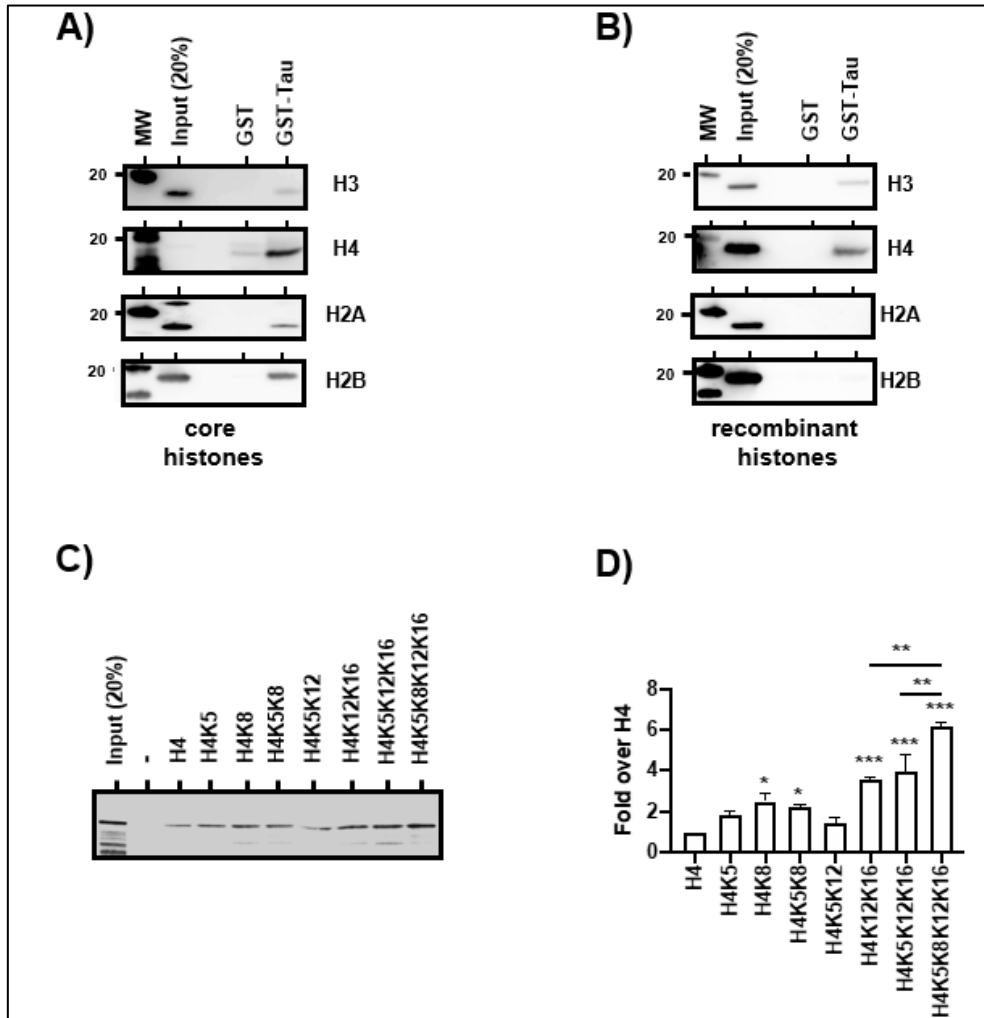 A)
MW
Input (20%)
GST
GST-Tau
20
H3
20
H4
20
H2A
20
H2B
core
histones
B)
MW
Input (20%)
GST
GST-Tau
20
H3
20
H4
20
H2A
20
H2B
recombinant
histones
C)
Input (20%)
-
H4
H4K5
H4K8
H4K5K8
H4K5K12
H4K12K16
H4K5K12K16
H4K5K8K12K16
D)
Fold over H4
8
6
4
2
0
**
**
*
*
***
***
***
H4
H4K5
H4K8
H4K5K8
H4K5K12
H4K12K16
H4K5K12K16
H4K5K8K12K16